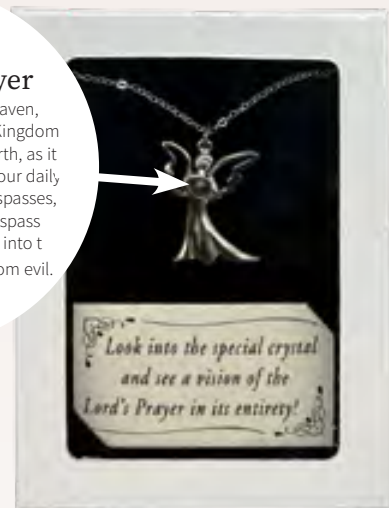 yer
aven,
Kingdom
rth, as it
our daily
spasses,
spass
into t
om evil.
Look into the special crystal
and see a vision of the
Lord's Prayer in its entirety!